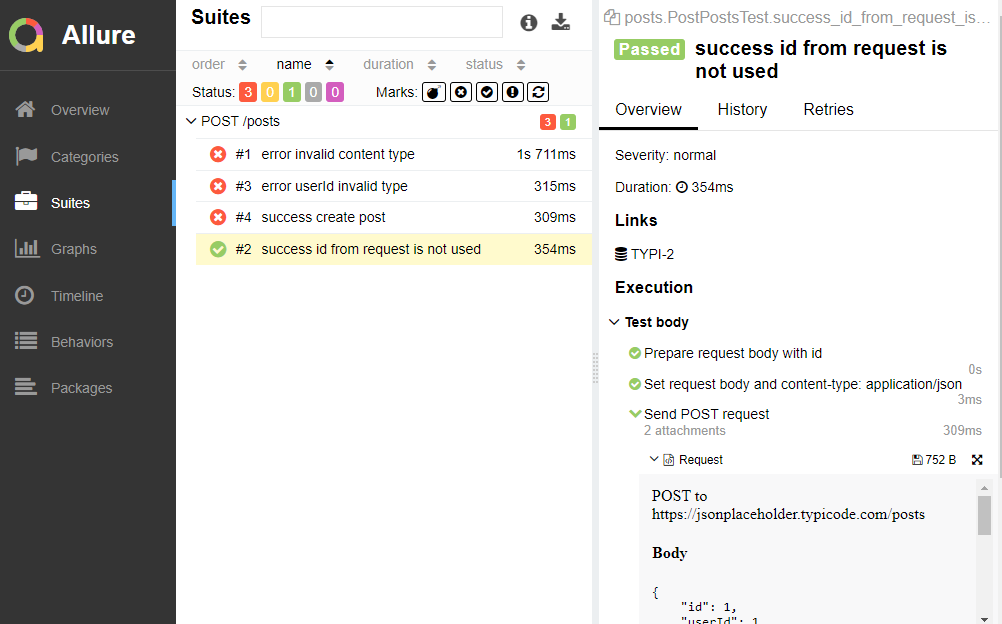 Allure
Overview
Categories
Suites
Graphs
Timeline
Behaviors
Packages
Suites
order name duration status
Status: 3 0 1 0 0 Marks:
POST /posts 3 1
#1 error invalid content type 1s 711ms
#3 error userId invalid type 315ms
#4 success create post 309ms
#2 success id from request is not used 354ms
posts.PostPostsTest.success_id_from_request_is…
Passed success id from request is
not used
Overview History Retries
Severity: normal
Duration: 354ms
Links
TYPI-2
Execution
Test body
Prepare request body with id
0s
Set request body and content-type: application/json
3ms
Send POST request
2 attachments 309ms
Request 752 B
POST to
https://jsonplaceholder.typicode.com/posts
Body
{
"id": 1,
"userId": 1,